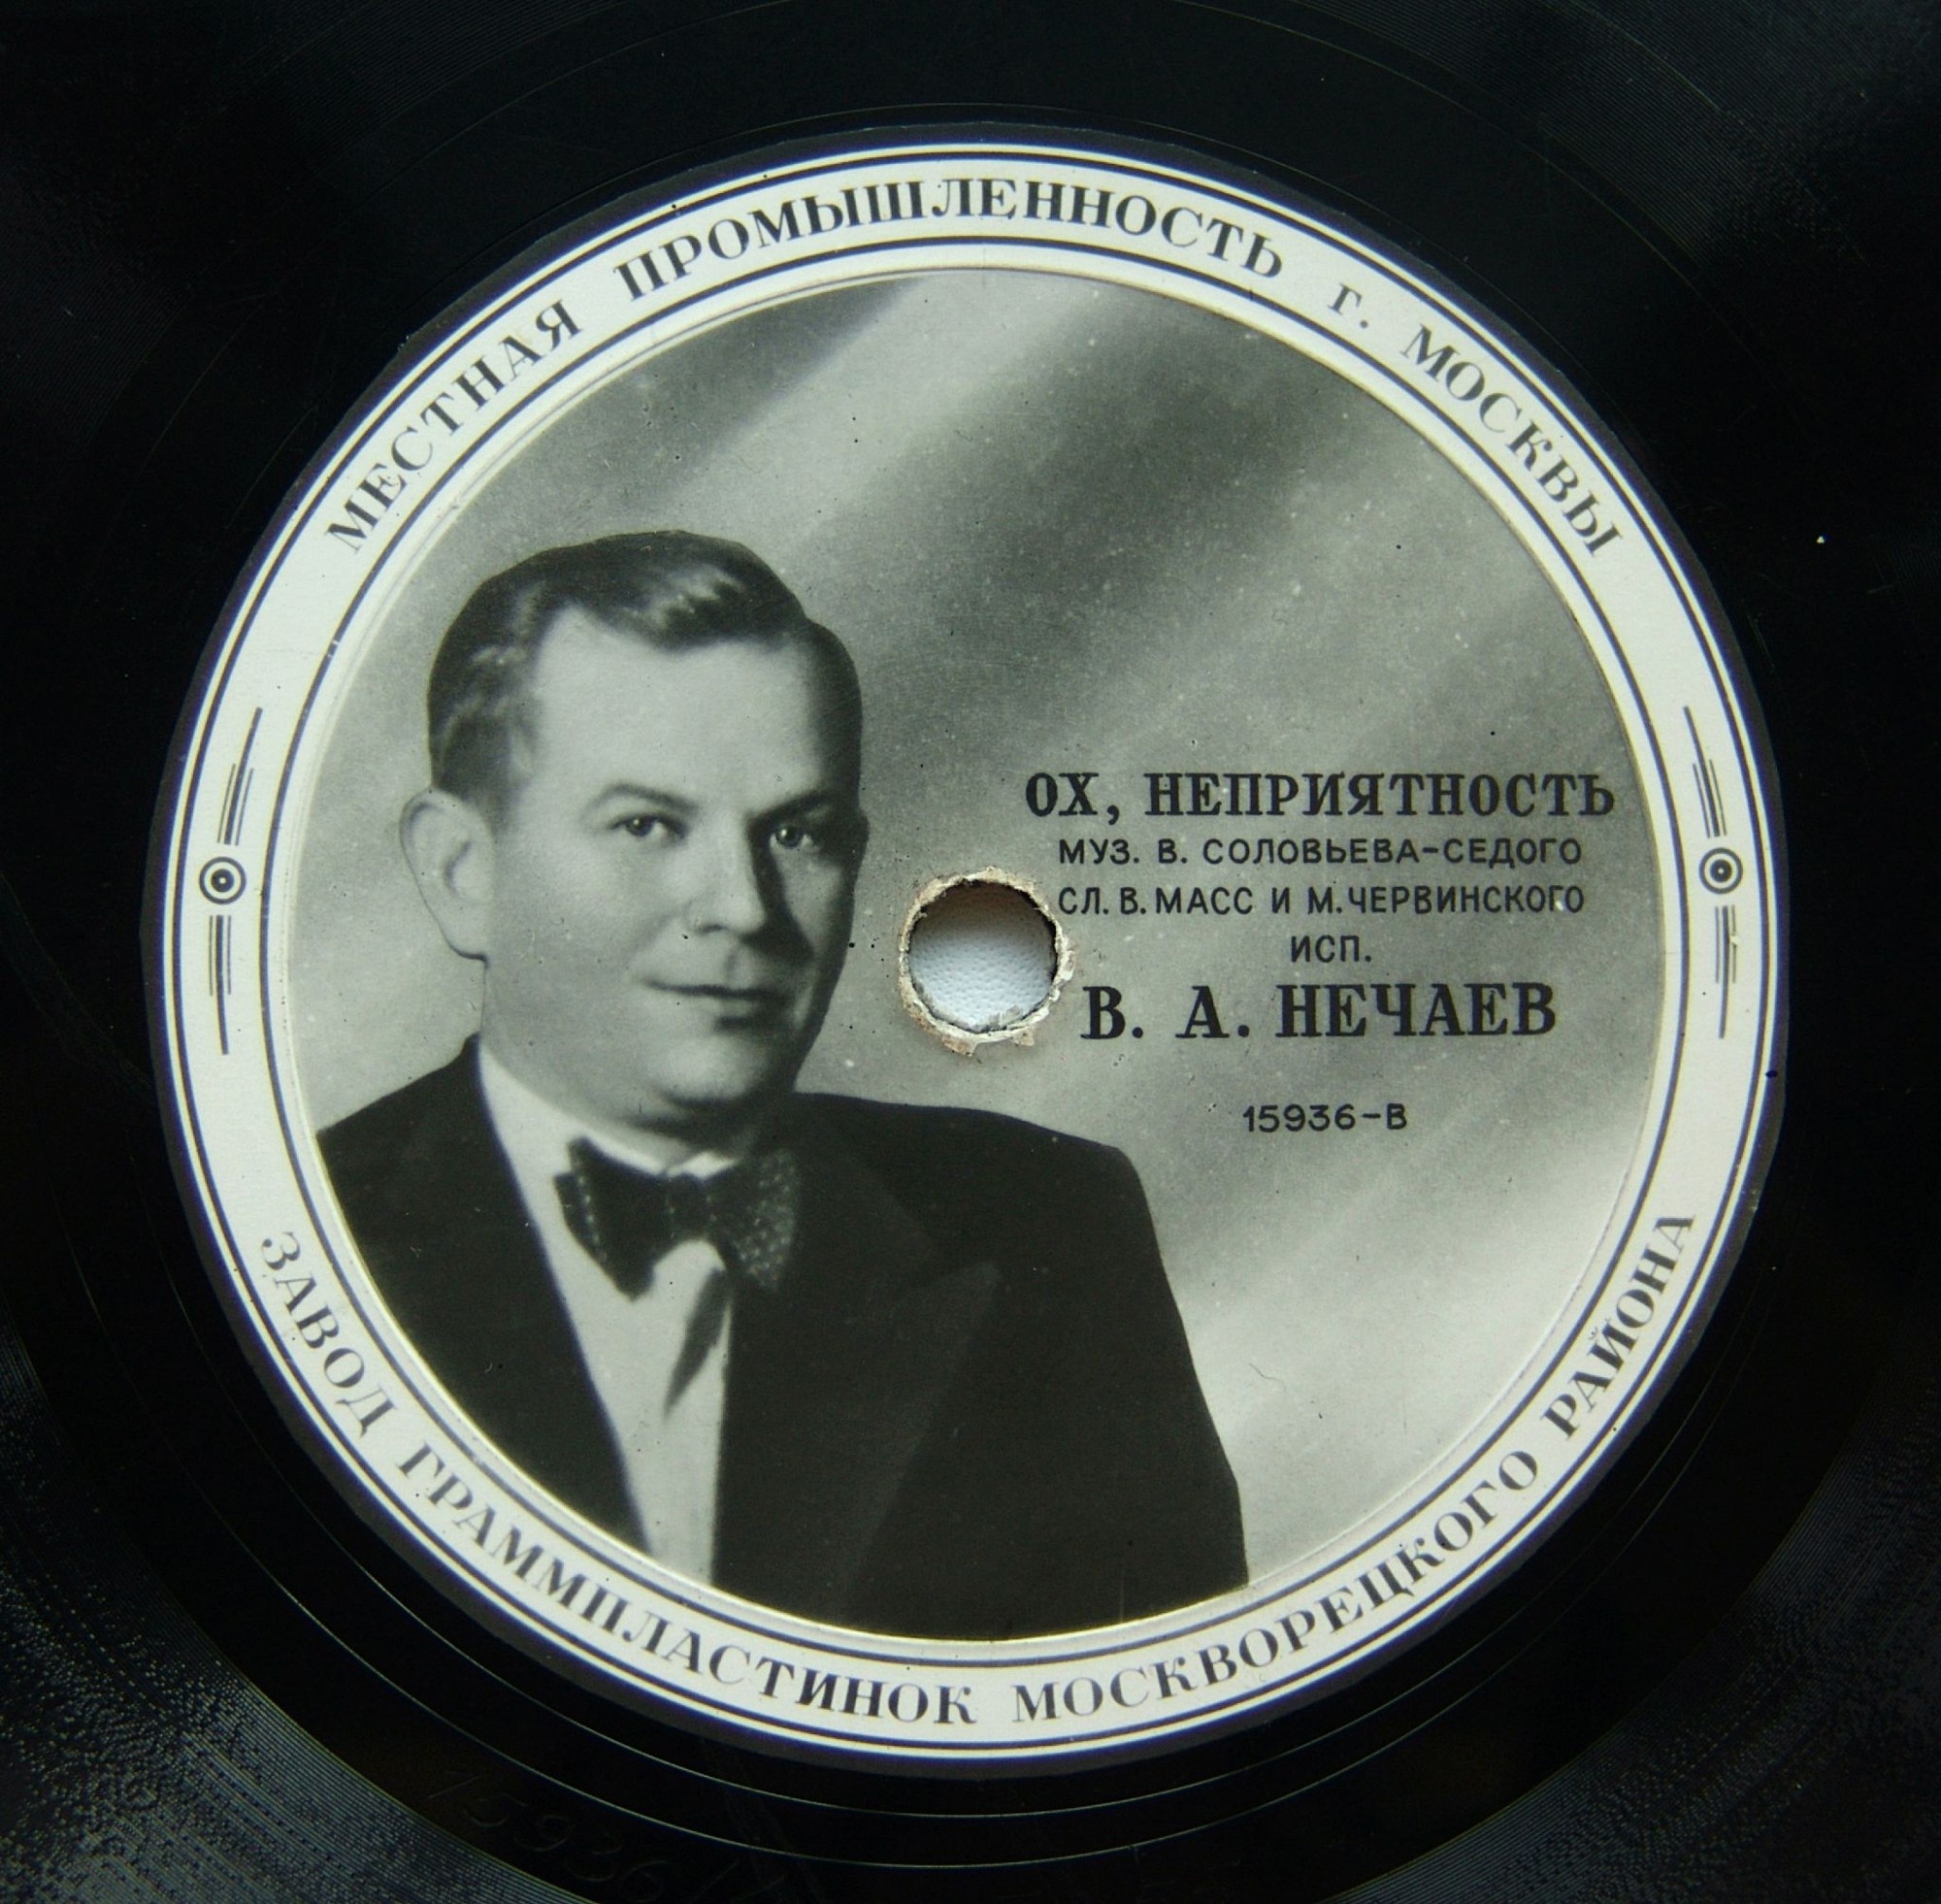 МЕСТНАЯ ПРОМЫШЛЕННОСТЬ г. МОСКВЫ
ОХ, НЕПРИЯТНОСТЬ
МУЗ. В. СОЛОВЬЕВА-СЕДОГО
СЛ. В. МАСС И М. ЧЕРВИНСКОГО
ИСП.
В. А. НЕЧАЕВ
15936-В
ЗАВОД ГРАММПЛАСТИНОК МОСКВОРЕЦКОГО РАЙОНА